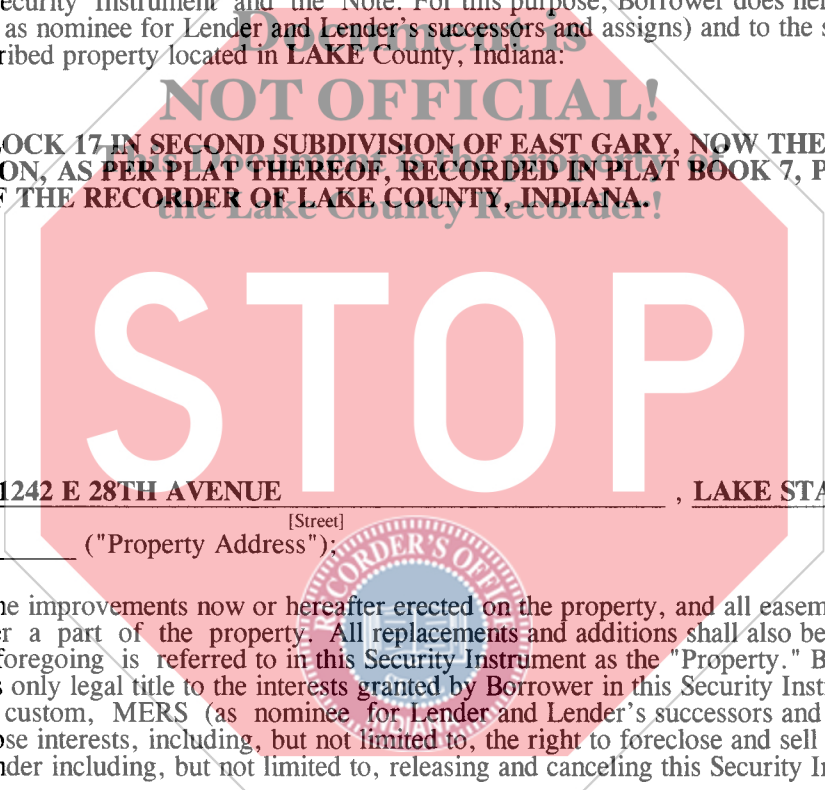 ecurity Instrument and the Note. For this purpose, Borrower does
as nominee for Lender and Lender's successors and assigns) and to the
Document is
ribed property located in LAKE County, Indiana:
NOT OFFICIAL!
OCK 17 IN SECOND SUBDIVISION OF EAST GARY, NOW THE
This Document is the property of
ON, AS PER PLAT THEREOF, RECORDED IN PLAT BOOK 7, P
F THE RECORDER OF LAKE COUNTY, INDIANA.
the Lake County Recorder!
STOP
1242 E 28TH AVENUE , LAKE STA
[Street]
("Property Address");
RECORDER'S OFFICE
ne improvements now or hereafter erected on the property, and all easem
r a part of the property. All replacements and additions shall also be
foregoing is referred to in this Security Instrument as the "Property." B
s only legal title to the interests granted by Borrower in this Security Inst
custom, MERS (as nominee for Lender and Lender's successors and
INDIANA
ose interests, including, but not limited to, the right to foreclose and sell
nder including, but not limited to, releasing and canceling this Security In